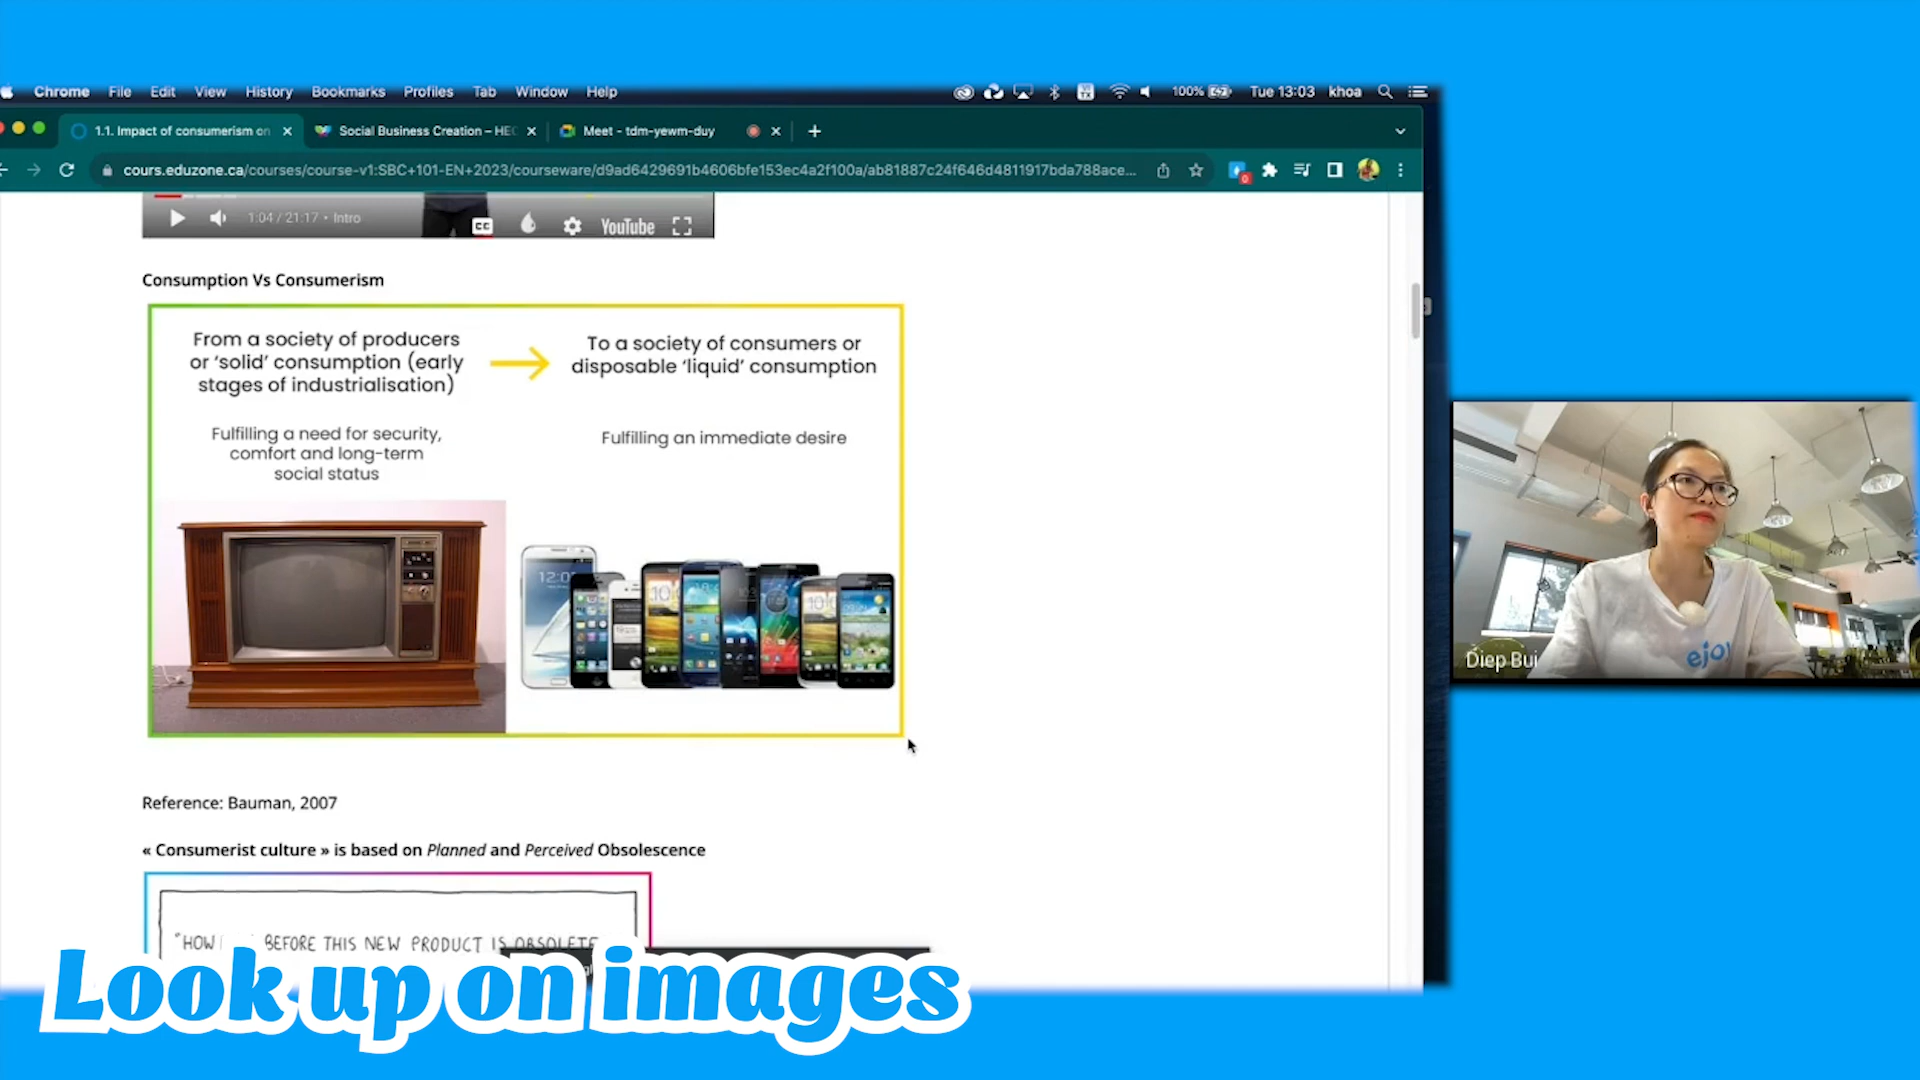 Chrome File Edit View History Bookmarks Profiles Tab Window Help
100% Tue 13:03 khoa
1.1. Impact of consumerism on
Social Business Creation – HEC
Meet - tdm-yewm-duy
cours.eduzone.ca/courses/course-v1:SBC+101-EN+2023/courseware/d9ad6429691b4606bfe153ec4a2f100a/ab81887c24f646d4811917bda788ace...
1:04 / 21:17 • Intro
CC
YouTube
Consumption Vs Consumerism
From a society of producers
or ‘solid’ consumption (early
stages of industrialisation)
To a society of consumers or
disposable ‘liquid’ consumption
Fulfilling a need for security,
comfort and long-term
social status
Fulfilling an immediate desire
Reference: Bauman, 2007
« Consumerist culture » is based on Planned and Perceived Obsolescence
"HOW BEFORE THIS NEW PRODUCT IS OBSOLETE
Look up on images
Diep Bui
ejoy